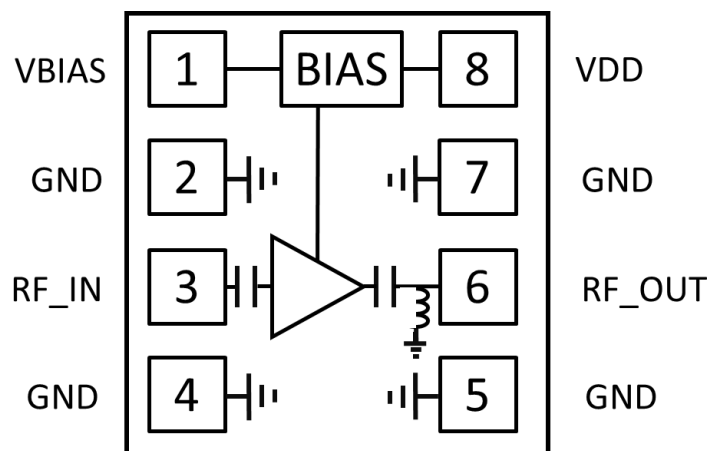 VBIAS 1 BIAS 8 VDD
GND 2 7 GND
RF_IN 3 6 RF_OUT
GND 4 5 GND